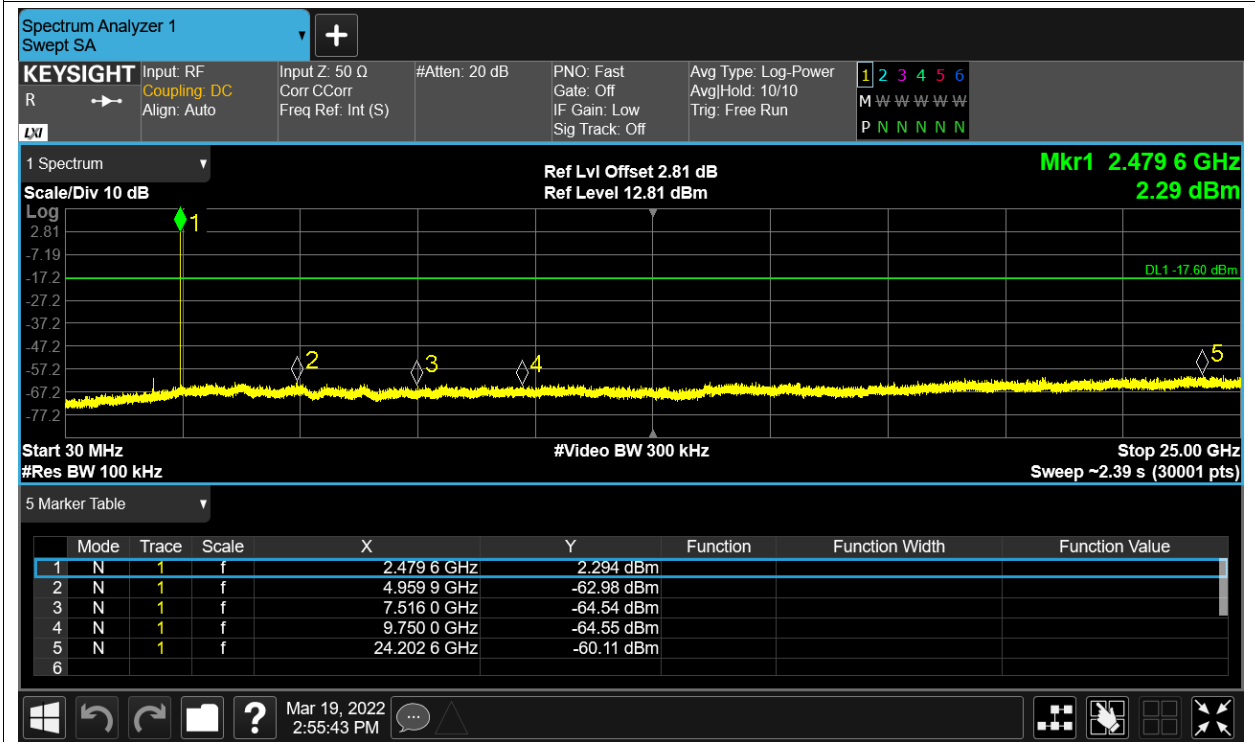 Spectrum Analyzer 1
Swept SA
KEYSIGHT
R
LXI
Input: RF
Coupling: DC
Align: Auto
Input Z: 50 Ω
Corr CCorr
Freq Ref: Int (S)
#Atten: 20 dB
PNO: Fast
Gate: Off
IF Gain: Low
Sig Track: Off
Avg Type: Log-Power
Avg|Hold: 10/10
Trig: Free Run
1 2 3 4 5 6
M W W W W W
P N N N N N
1 Spectrum
Scale/Div 10 dB
Ref Lvl Offset 2.81 dB
Ref Level 12.81 dBm
Mkr1 2.479 6 GHz
2.29 dBm
Log
2.81
-7.19
-17.2
-27.2
-37.2
-47.2
-57.2
-67.2
-77.2
DL1 -17.60 dBm
1
2
3
4
5
Start 30 MHz
#Res BW 100 kHz
#Video BW 300 kHz
Stop 25.00 GHz
Sweep ~2.39 s (30001 pts)
5 Marker Table
Mode Trace Scale X Y Function Function Width Function Value
1 N 1 f 2.479 6 GHz 2.294 dBm
2 N 1 f 4.959 9 GHz -62.98 dBm
3 N 1 f 7.516 0 GHz -64.54 dBm
4 N 1 f 9.750 0 GHz -64.55 dBm
5 N 1 f 24.202 6 GHz -60.11 dBm
6
?
Mar 19, 2022
2:55:43 PM